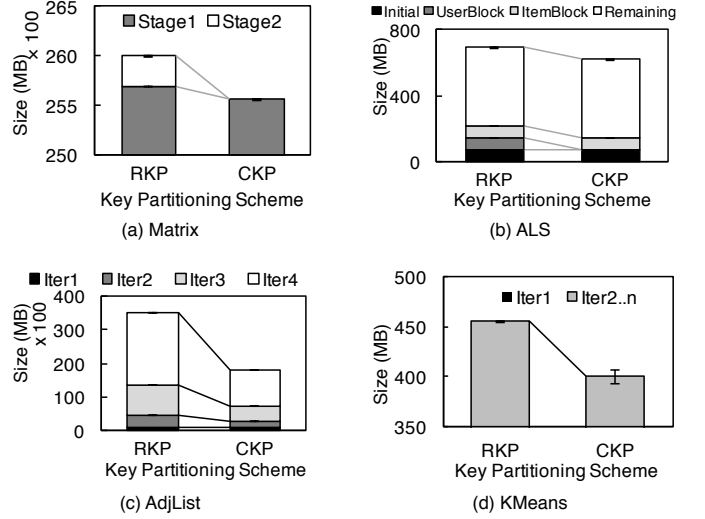 Stage1 Stage2
265
260
255
250
Size (MB)
x 100
RKP CKP
Key Partitioning Scheme
(a) Matrix
Initial UserBlock ItemBlock Remaining
800
400
0
Size (MB)
RKP CKP
Key Partitioning Scheme
(b) ALS
Iter1 Iter2 Iter3 Iter4
400
300
200
100
0
Size (MB)
x 100
RKP CKP
Key Partitioning Scheme
(c) AdjList
Iter1 Iter2..n
500
450
400
350
Size (MB)
RKP CKP
Key Partitioning Scheme
(d) KMeans